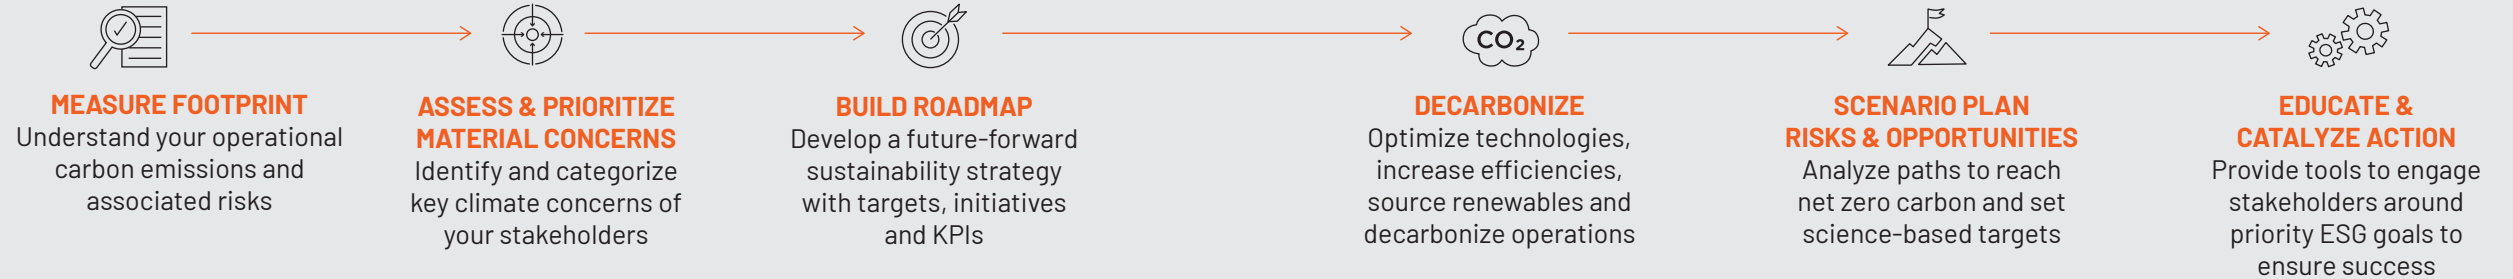 MEASURE FOOTPRINT
Understand your operational
carbon emissions and
associated risks
ASSESS & PRIORITIZE
MATERIAL CONCERNS
Identify and categorize
key climate concerns of
your stakeholders
BUILD ROADMAP
Develop a future-forward
sustainability strategy
with targets, initiatives
and KPIs
CO₂
DECARBONIZE
Optimize technologies,
increase efficiencies,
source renewables and
decarbonize operations
SCENARIO PLAN
RISKS & OPPORTUNITIES
Analyze paths to reach
net zero carbon and set
science-based targets
EDUCATE &
CATALYZE ACTION
Provide tools to engage
stakeholders around
priority ESG goals to
ensure success